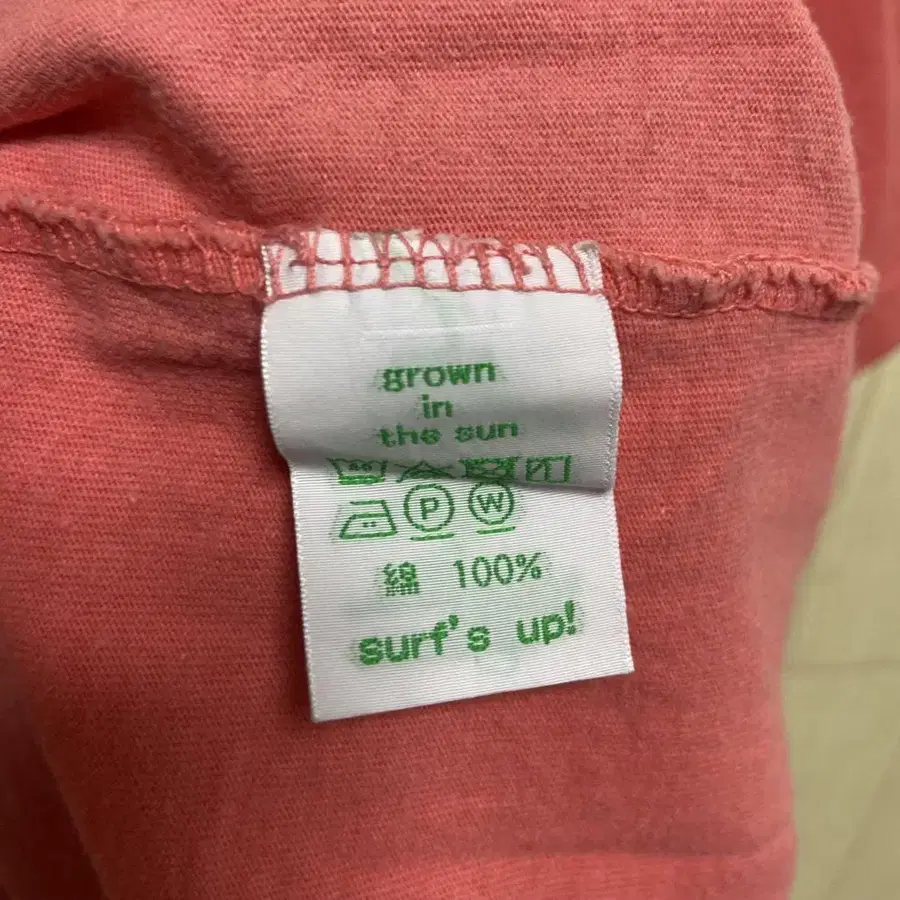 grown
in
the sun
P W
綿 100%
surf's up!